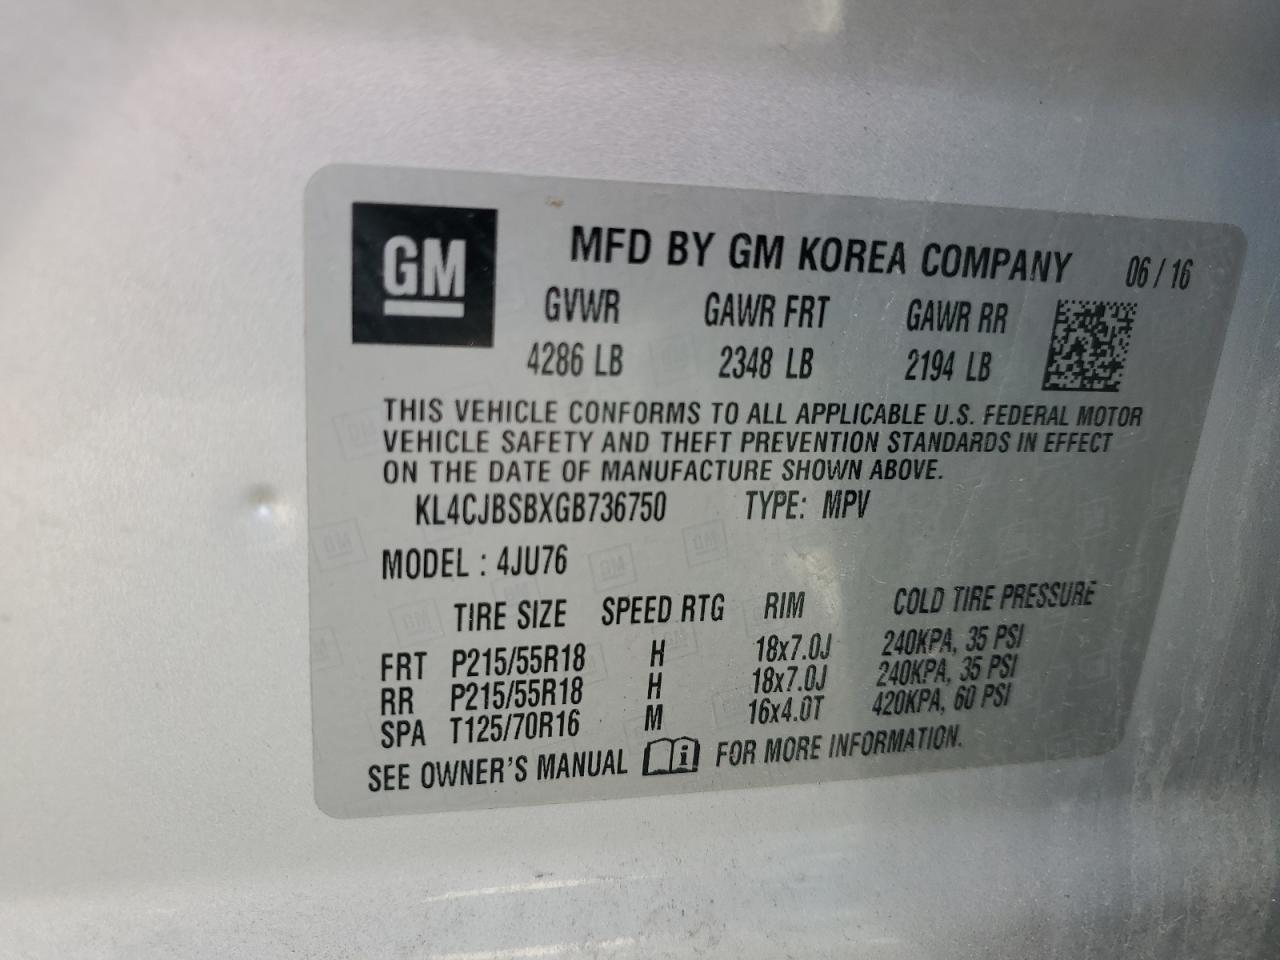 GM
MFD BY GM KOREA COMPANY 06 / 16
GVWR GAWR FRT GAWR RR
4286 LB 2348 LB 2194 LB
THIS VEHICLE CONFORMS TO ALL APPLICABLE U.S. FEDERAL MOTOR
VEHICLE SAFETY AND THEFT PREVENTION STANDARDS IN EFFECT
ON THE DATE OF MANUFACTURE SHOWN ABOVE.
KL4CJBSBXGB736750 TYPE: MPV
MODEL : 4JU76
TIRE SIZE SPEED RTG RIM COLD TIRE PRESSURE
FRT P215/55R18 H 18x7.0J 240KPA, 35 PSI
RR P215/55R18 H 18x7.0J 240KPA, 35 PSI
SPA T125/70R16 M 16x4.0T 420KPA, 60 PSI
SEE OWNER'S MANUAL i FOR MORE INFORMATION.